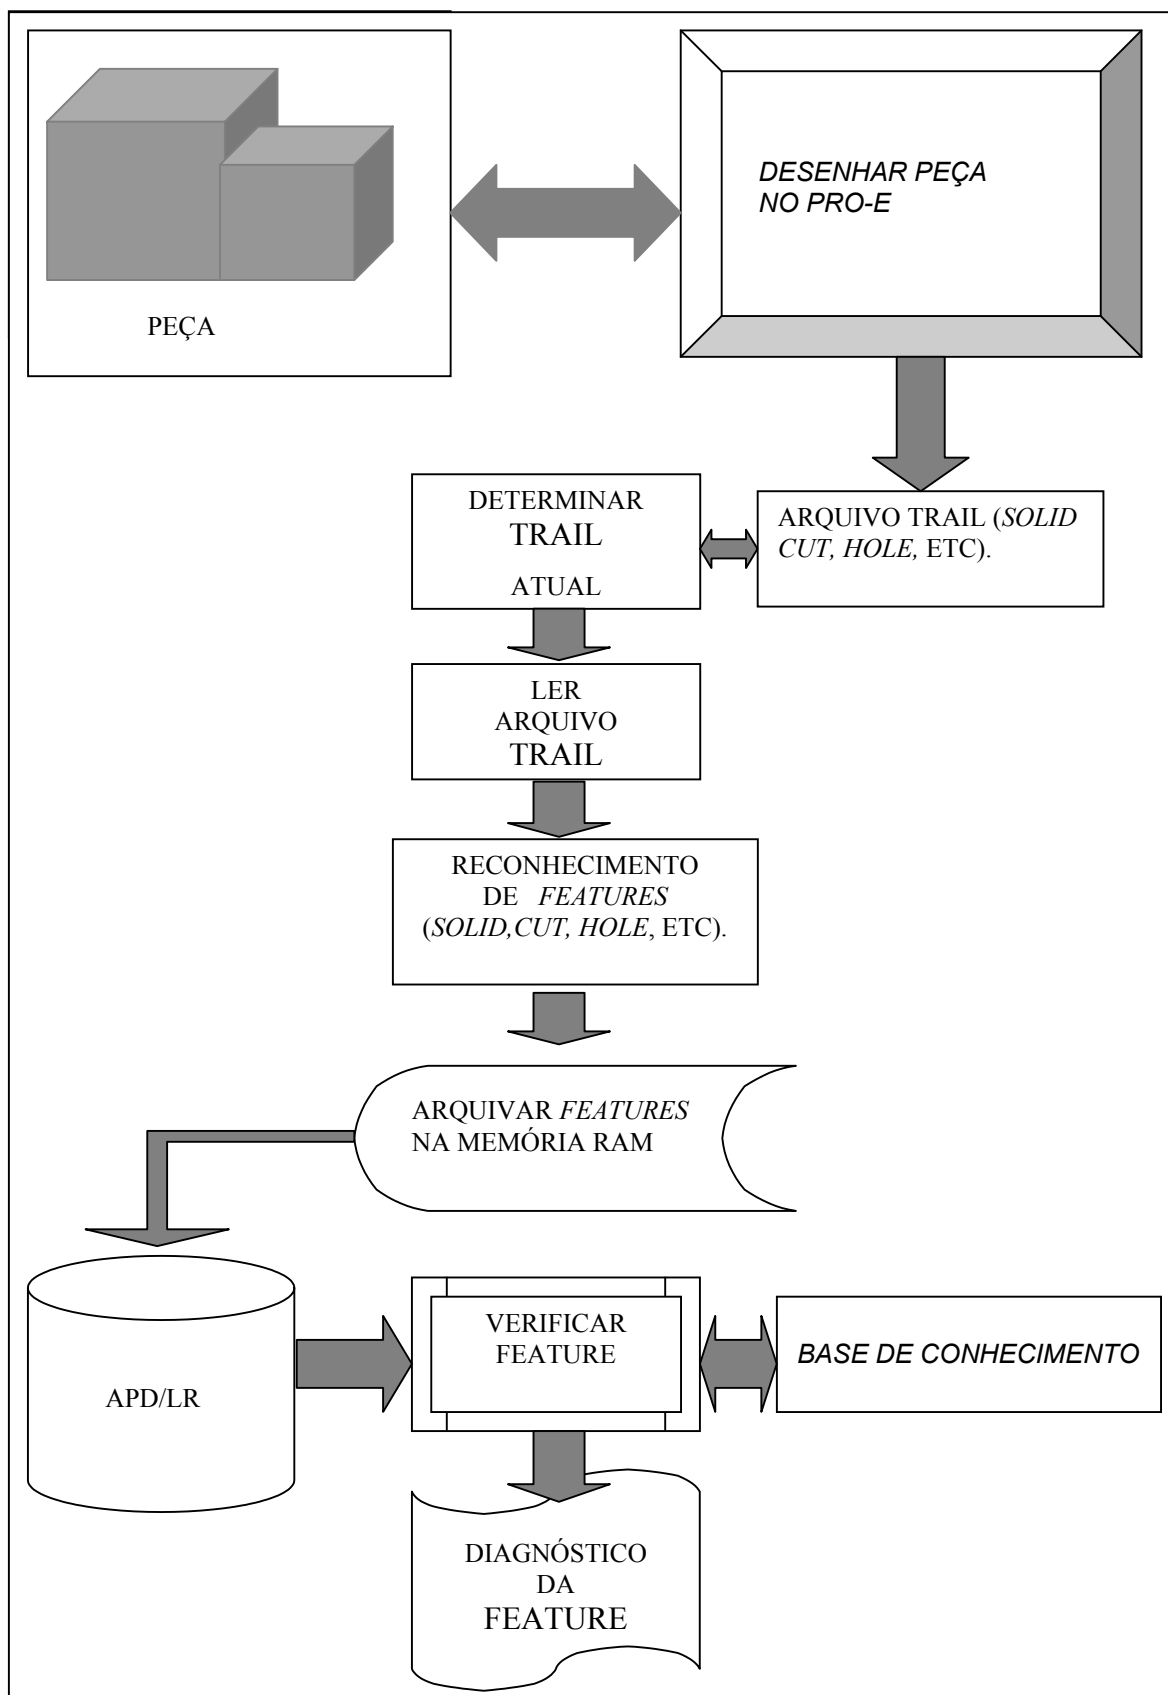 PEÇA
DESENHAR PEÇA
NO PRO-E
DETERMINAR
TRAIL
ATUAL
ARQUIVO TRAIL (SOLID
CUT, HOLE, ETC).
LER
ARQUIVO
TRAIL
RECONHECIMENTO
DE FEATURES
(SOLID,CUT, HOLE, ETC).
ARQUIVAR FEATURES
NA MEMÓRIA RAM
APD/LR
VERIFICAR
FEATURE
BASE DE CONHECIMENTO
DIAGNÓSTICO
DA
FEATURE